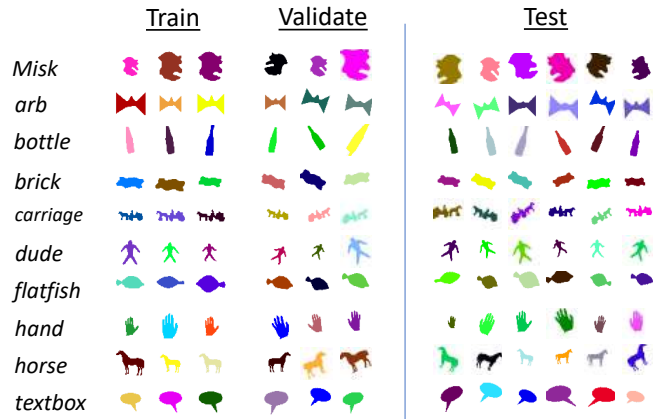 Train Validate Test
Misk
arb
bottle
brick
carriage
dude
flatfish
hand
horse
textbox